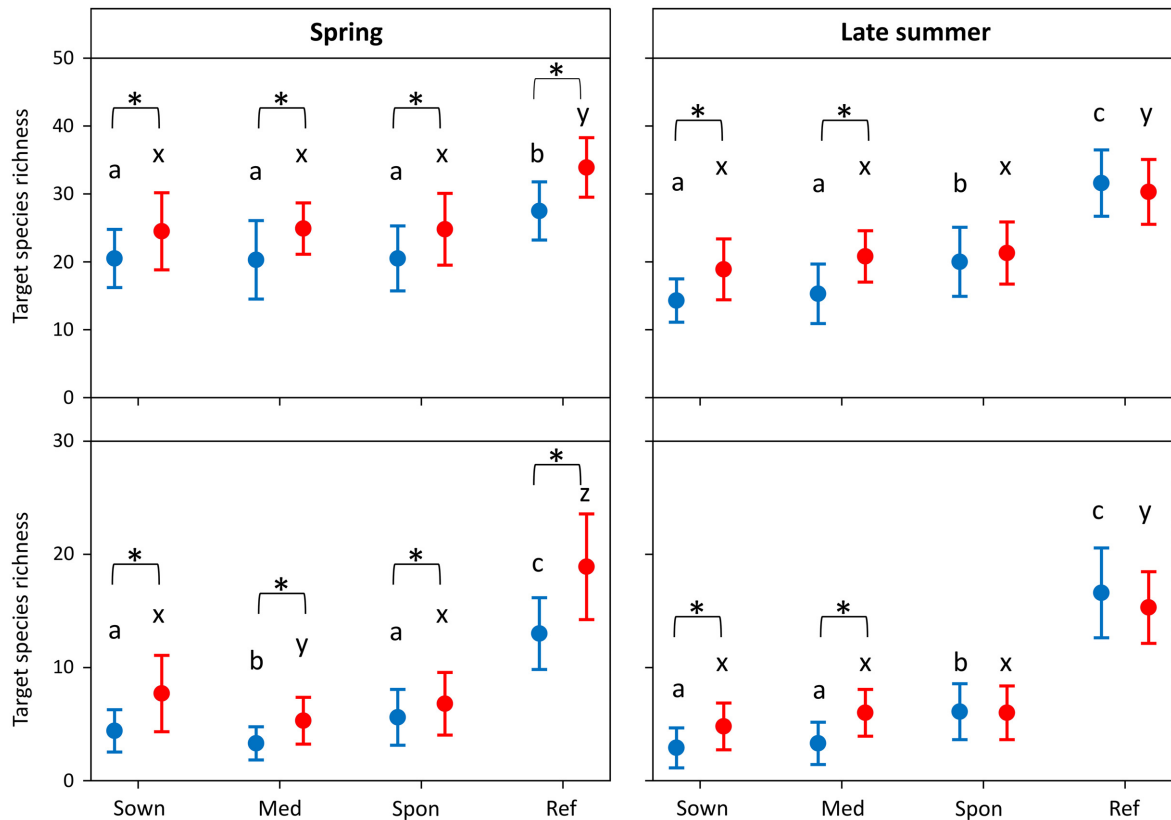 Spring
Late summer
Target species richness
50
40
30
20
10
0
* * * *
a x a x a x b y
* *
a x a x b x c y
Target species richness
30
20
10
0
* * * *
a x b y a x c z
* *
a x a x b x c y
Sown Med Spon Ref
Sown Med Spon Ref